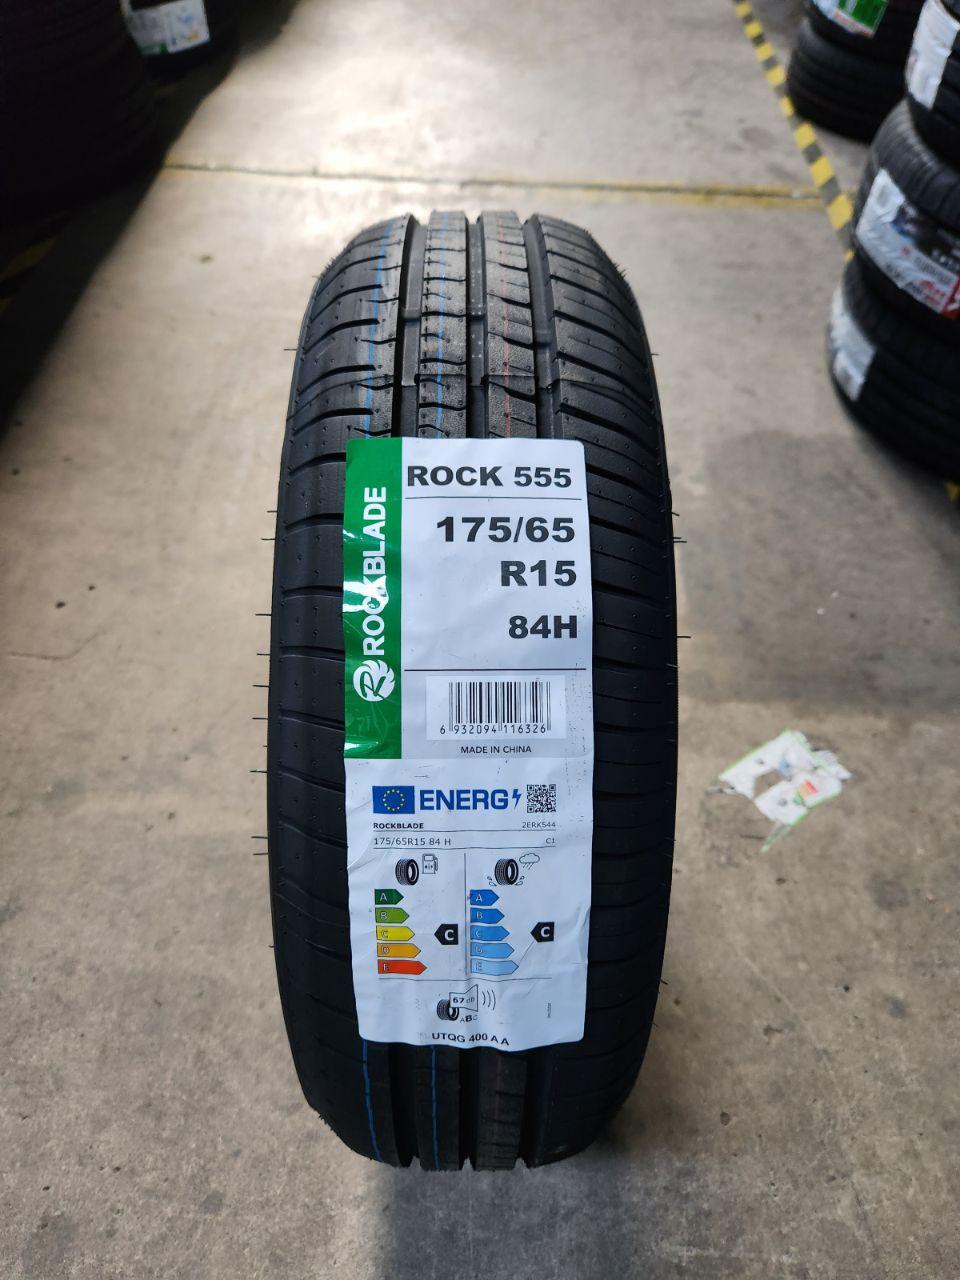 ROCK 555
175/65
R15
84H
ROCKBLADE
6 932094 116326
MADE IN CHINA
ENERG
ROCKBLADE 2ERK544
175/65R15 84 H C1
A A
B B
C C C C
D D
E E
67 dB
ABC
UTQG 400 A A